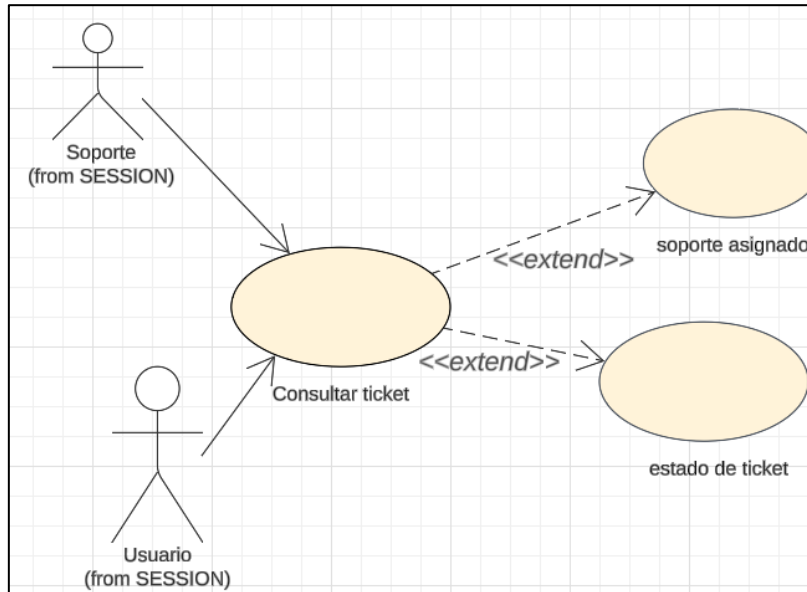 Soporte
(from SESSION)
soporte asignado
<<extend>>
<<extend>>
Consultar ticket
estado de ticket
Usuario
(from SESSION)